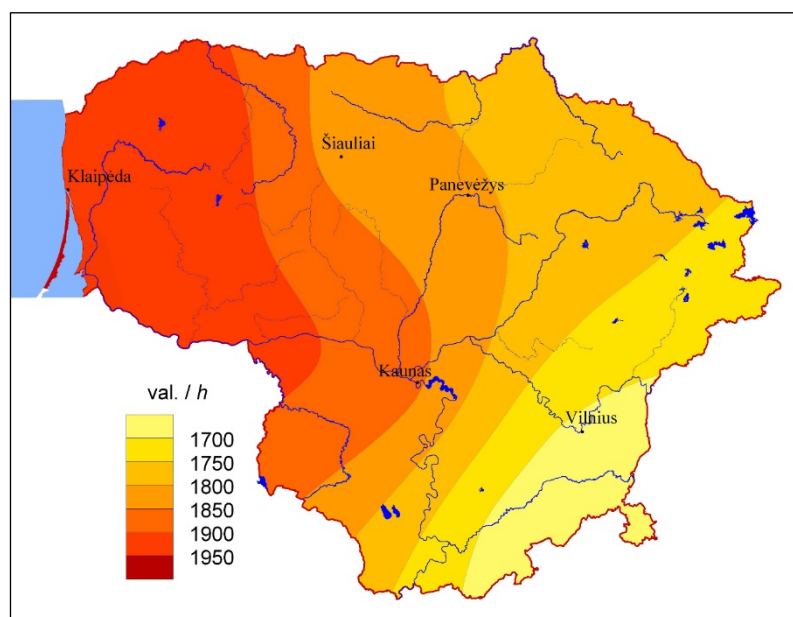 Šiauliai
Klaipėda
Panevėžys
Kaunas
val. / h
Vilnius
1700
1750
1800
1850
1900
1950